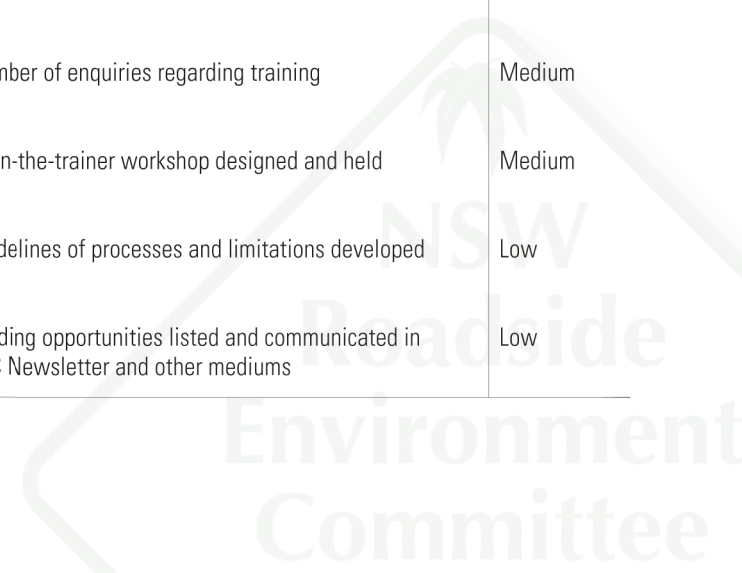 mber of enquiries regarding training Medium
n-the-trainer workshop designed and held Medium
delines of processes and limitations developed Low
ding opportunities listed and communicated in Low
C Newsletter and other mediums
NSW
Roadside
Environment
Committee